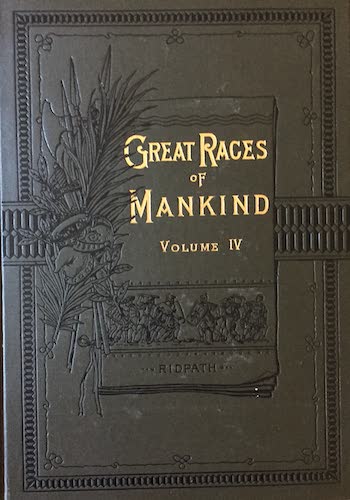 GREAT RACES
OF
MANKIND
VOLUME IV
RIDPATH